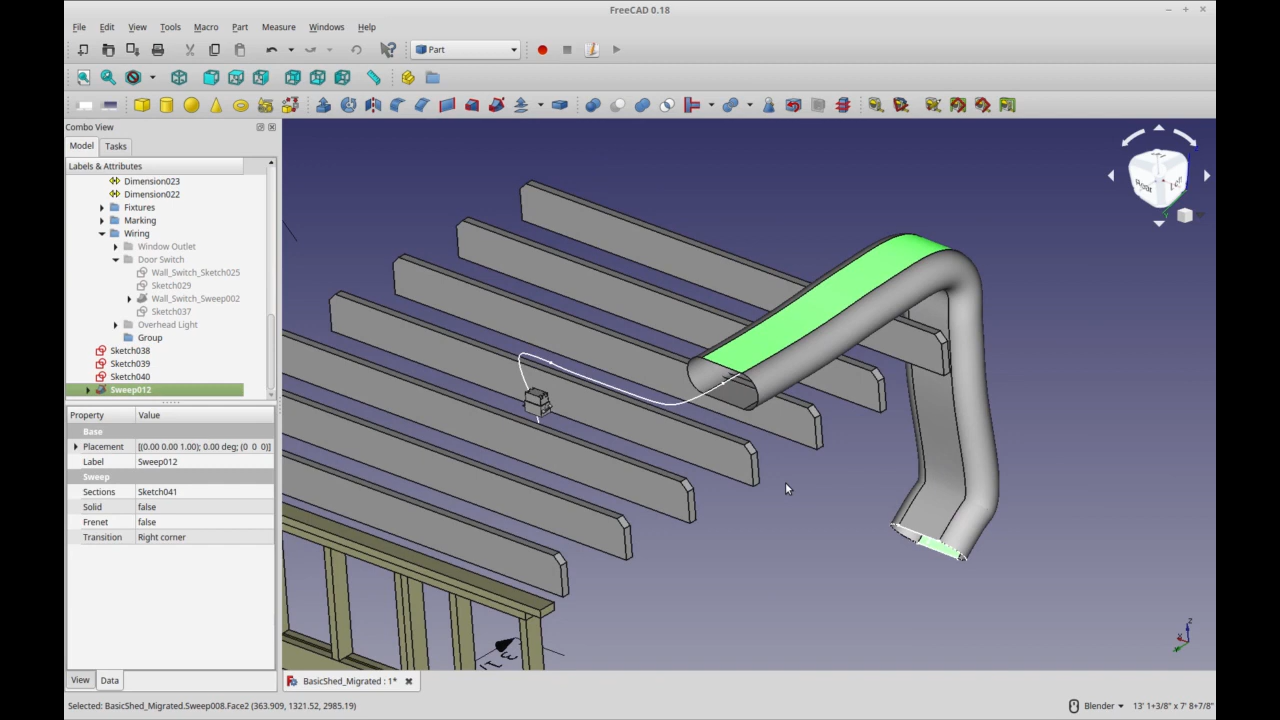 FreeCAD 0.18
File Edit View Tools Macro Part Measure Windows Help
Part
Combo View
Model Tasks
Labels & Attributes
Dimension023
Dimension022
Fixtures
Marking
Wiring
Window Outlet
Door Switch
Wall_Switch_Sketch025
Sketch029
Wall_Switch_Sweep002
Sketch037
Overhead Light
Group
Sketch038
Sketch039
Sketch040
Sweep012
Property Value
Base
Placement [(0.00 0.00 1.00); 0.00 deg; (0 0 0)]
Label Sweep012
Sweep
Sections Sketch041
Solid false
Frenet false
Transition Right corner
View Data
BasicShed_Migrated : 1*
Selected: BasicShed_Migrated.Sweep008.Face2 (363.909, 1321.52, 2985.19)
Blender
13' 1+3/8" x 7' 8+7/8"